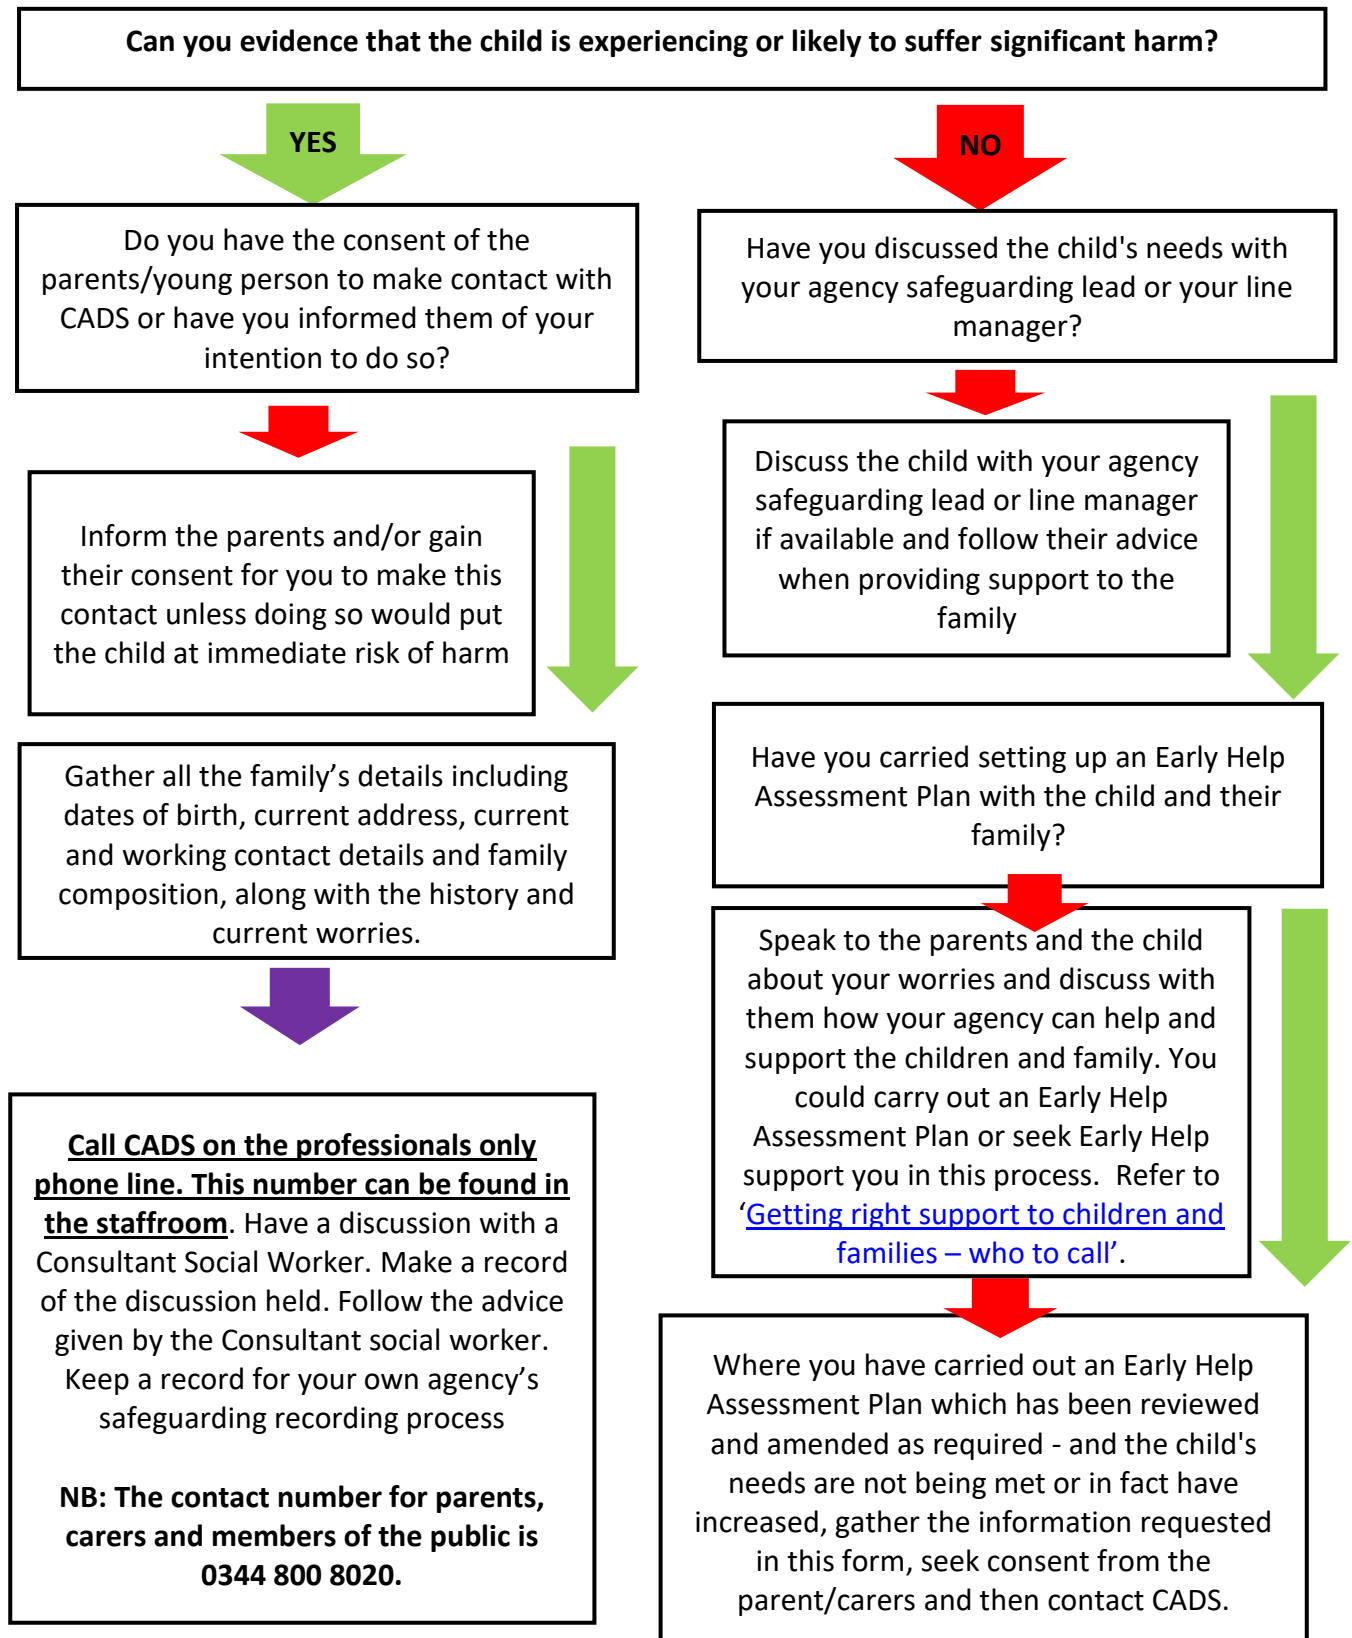 Can you evidence that the child is experiencing or likely to suffer significant harm?
YES
NO
Do you have the consent of the
parents/young person to make contact with
CADS or have you informed them of your
intention to do so?
Inform the parents and/or gain
their consent for you to make this
contact unless doing so would put
the child at immediate risk of harm
Gather all the family’s details including
dates of birth, current address, current
and working contact details and family
composition, along with the history and
current worries.
Call CADS on the professionals only
phone line. This number can be found in
the staffroom. Have a discussion with a
Consultant Social Worker. Make a record
of the discussion held. Follow the advice
given by the Consultant social worker.
Keep a record for your own agency’s
safeguarding recording process
NB: The contact number for parents,
carers and members of the public is
0344 800 8020.
Have you discussed the child's needs with
your agency safeguarding lead or your line
manager?
Discuss the child with your agency
safeguarding lead or line manager
if available and follow their advice
when providing support to the
family
Have you carried setting up an Early Help
Assessment Plan with the child and their
family?
Speak to the parents and the child
about your worries and discuss with
them how your agency can help and
support the children and family. You
could carry out an Early Help
Assessment Plan or seek Early Help
support you in this process.  Refer to
‘Getting right support to children and
families – who to call’.
Where you have carried out an Early Help
Assessment Plan which has been reviewed
and amended as required - and the child's
needs are not being met or in fact have
increased, gather the information requested
in this form, seek consent from the
parent/carers and then contact CADS.